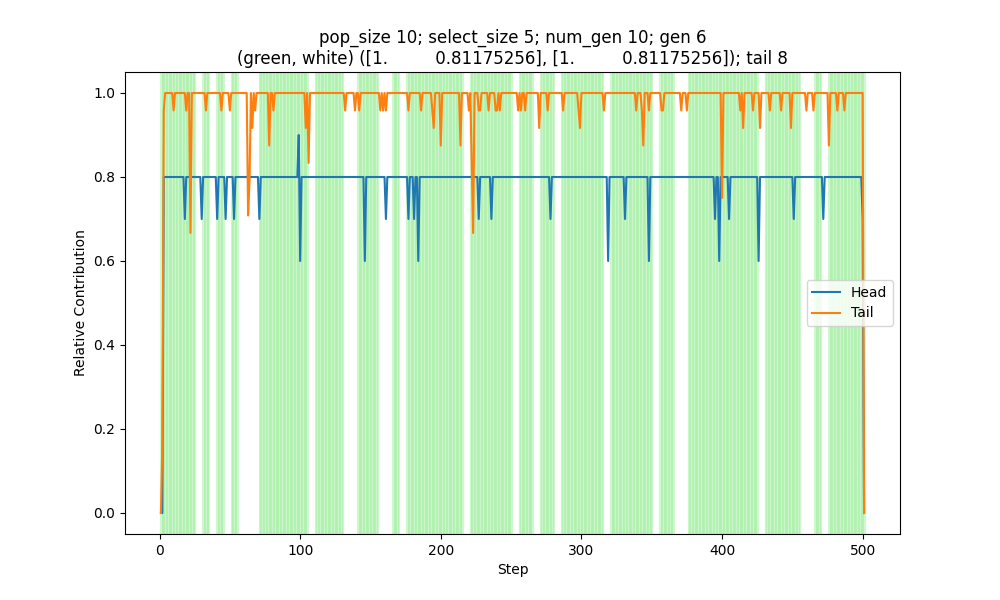 pop_size 10; select_size 5; num_gen 10; gen 6
(green, white) ([1.         0.81175256], [1.         0.81175256]); tail 8
1.0
0.8
0.6
0.4
0.2
0.0
Relative Contribution
Head
Tail
0
100
200
300
400
500
Step